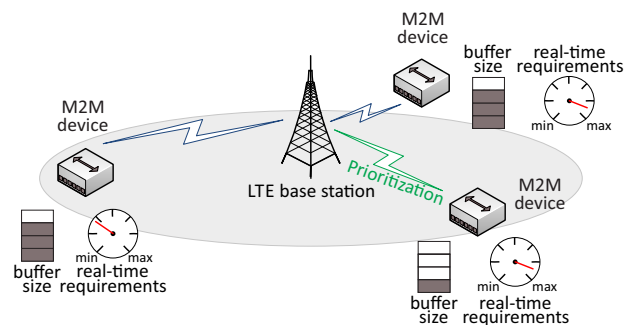 M2M
device
buffer
size
real-time
requirements
min
max
M2M
device
LTE base station
Prioritization
M2M
device
min
max
buffer
size
real-time
requirements
min
max
buffer
size
real-time
requirements